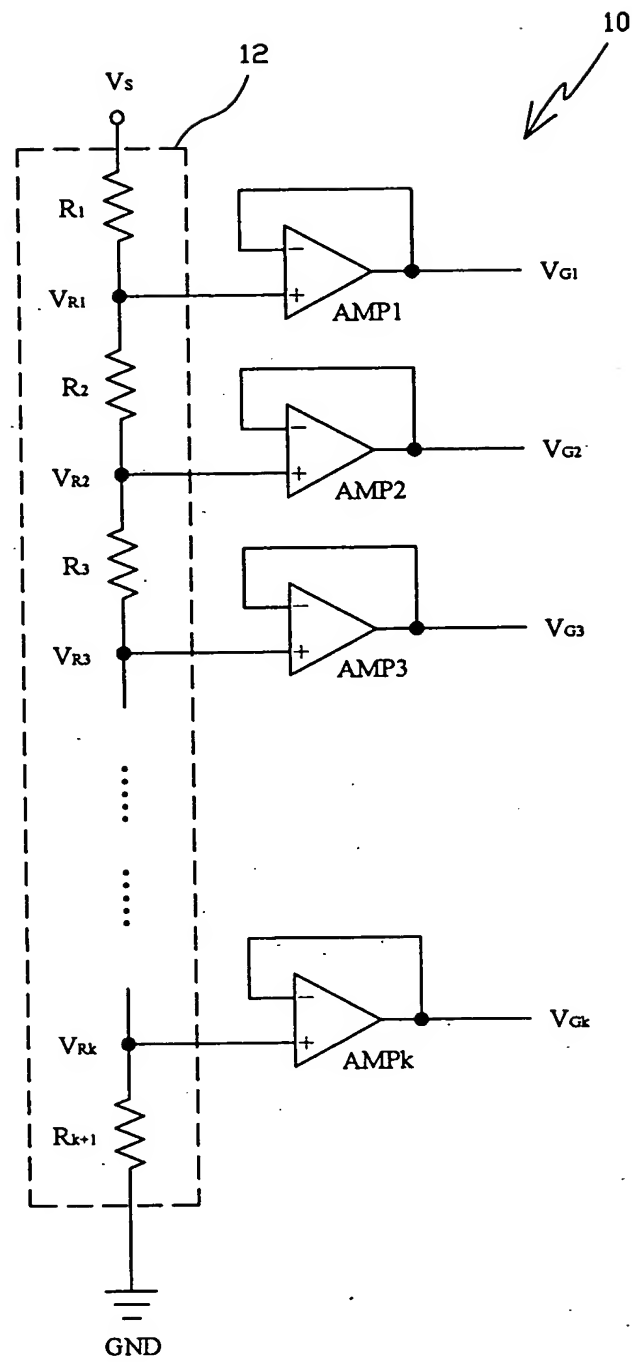 10
12
Vs
R1
VR1
−
+
AMP1
VG1
R2
VR2
−
+
AMP2
VG2
R3
VR3
−
+
AMP3
VG3
VRk
−
+
AMPk
VGk
Rk+1
GND